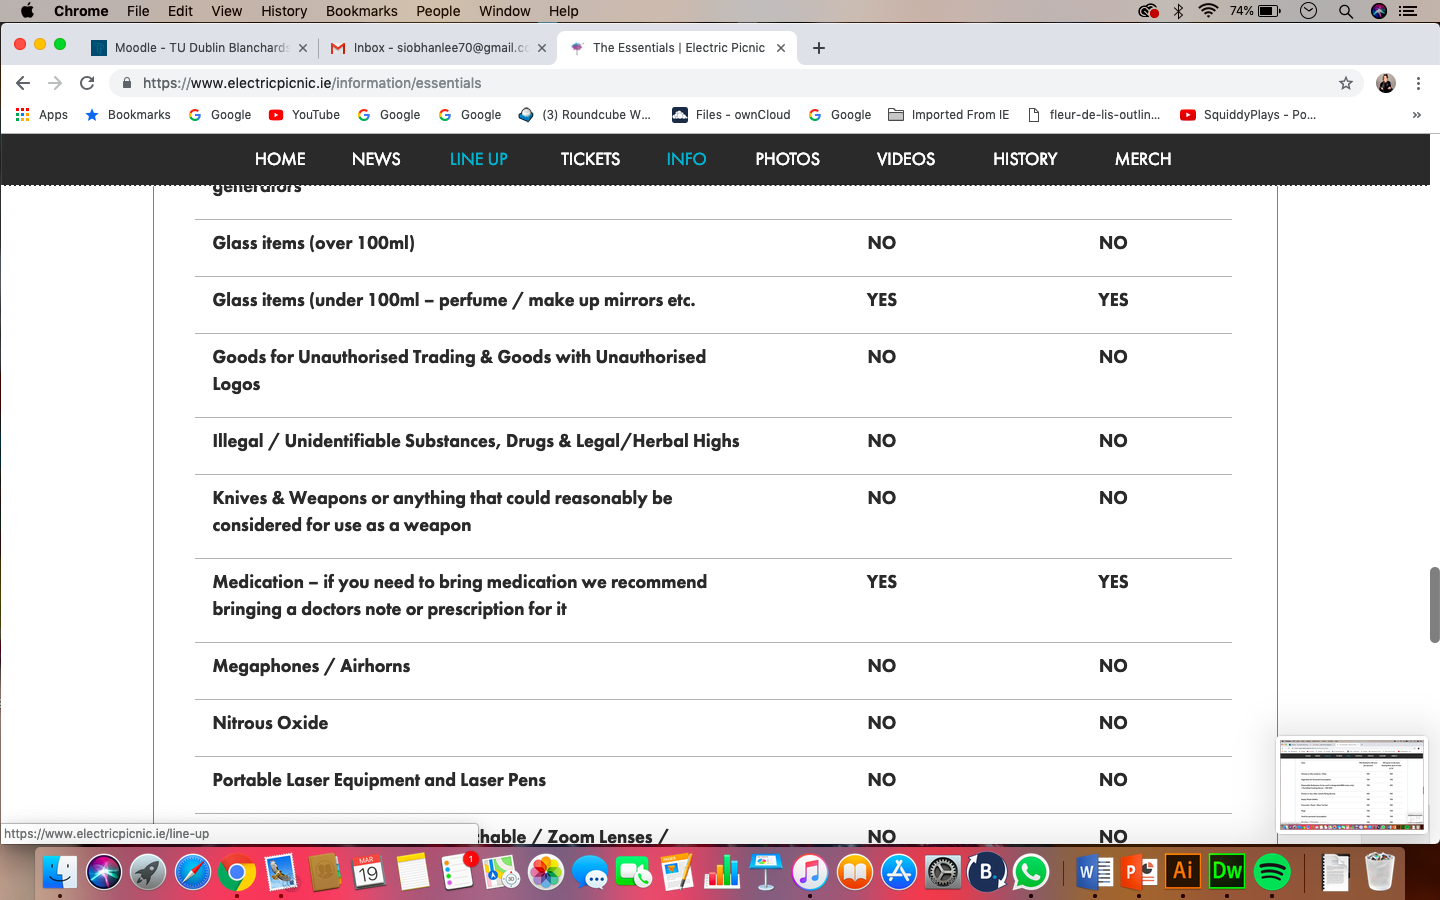 Chrome File Edit View History Bookmarks People Window Help 74%
Moodle - TU Dublin Blanchards
Inbox - siobhanlee70@gmail.co
The Essentials | Electric Picnic
https://www.electricpicnic.ie/information/essentials
Apps Bookmarks Google YouTube Google Google (3) Roundcube W... Files - ownCloud Google Imported From IE fleur-de-lis-outlin... SquiddyPlays - Po... »
HOME NEWS LINE UP TICKETS INFO PHOTOS VIDEOS HISTORY MERCH
generators
Glass items (over 100ml) NO NO
Glass items (under 100ml – perfume / make up mirrors etc. YES YES
Goods for Unauthorised Trading & Goods with Unauthorised NO NO
Logos
Illegal / Unidentifiable Substances, Drugs & Legal/Herbal Highs NO NO
Knives & Weapons or anything that could reasonably be NO NO
considered for use as a weapon
Medication – if you need to bring medication we recommend YES YES
bringing a doctors note or prescription for it
Megaphones / Airhorns NO NO
Nitrous Oxide NO NO
Portable Laser Equipment and Laser Pens NO NO
https://www.electricpicnic.ie/line-up
hable / Zoom Lenses / NO NO
MAR
19
1
B.
W
P
Ai
Dw